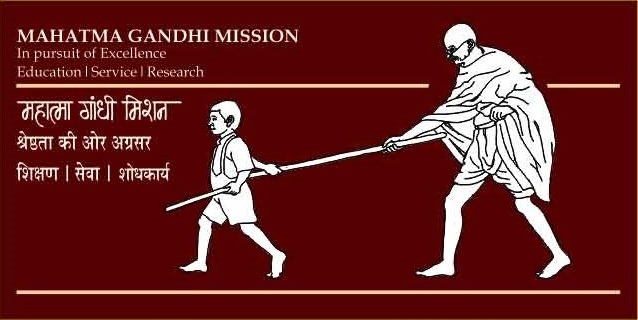 MAHATMA GANDHI MISSION
In pursuit of Excellence
Education | Service | Research
महात्मा गांधी मिशन
श्रेष्ठता की ओर अग्रसर
शिक्षण | सेवा | शोधकार्य